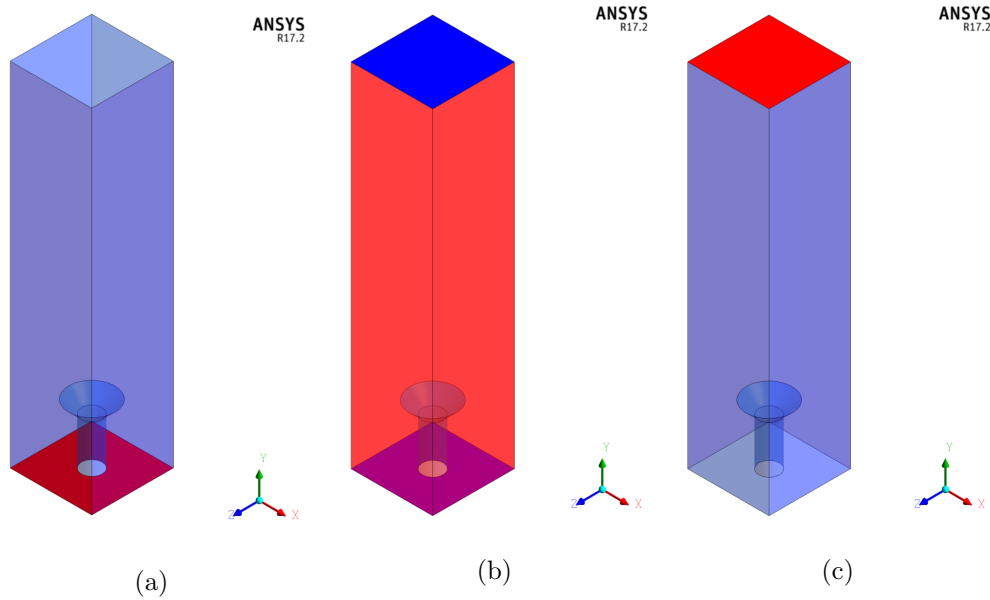 ANSYS
R17.2
ANSYS
R17.2
ANSYS
R17.2
Y
Z
X
Y
Z
X
Y
Z
X
(a)
(b)
(c)